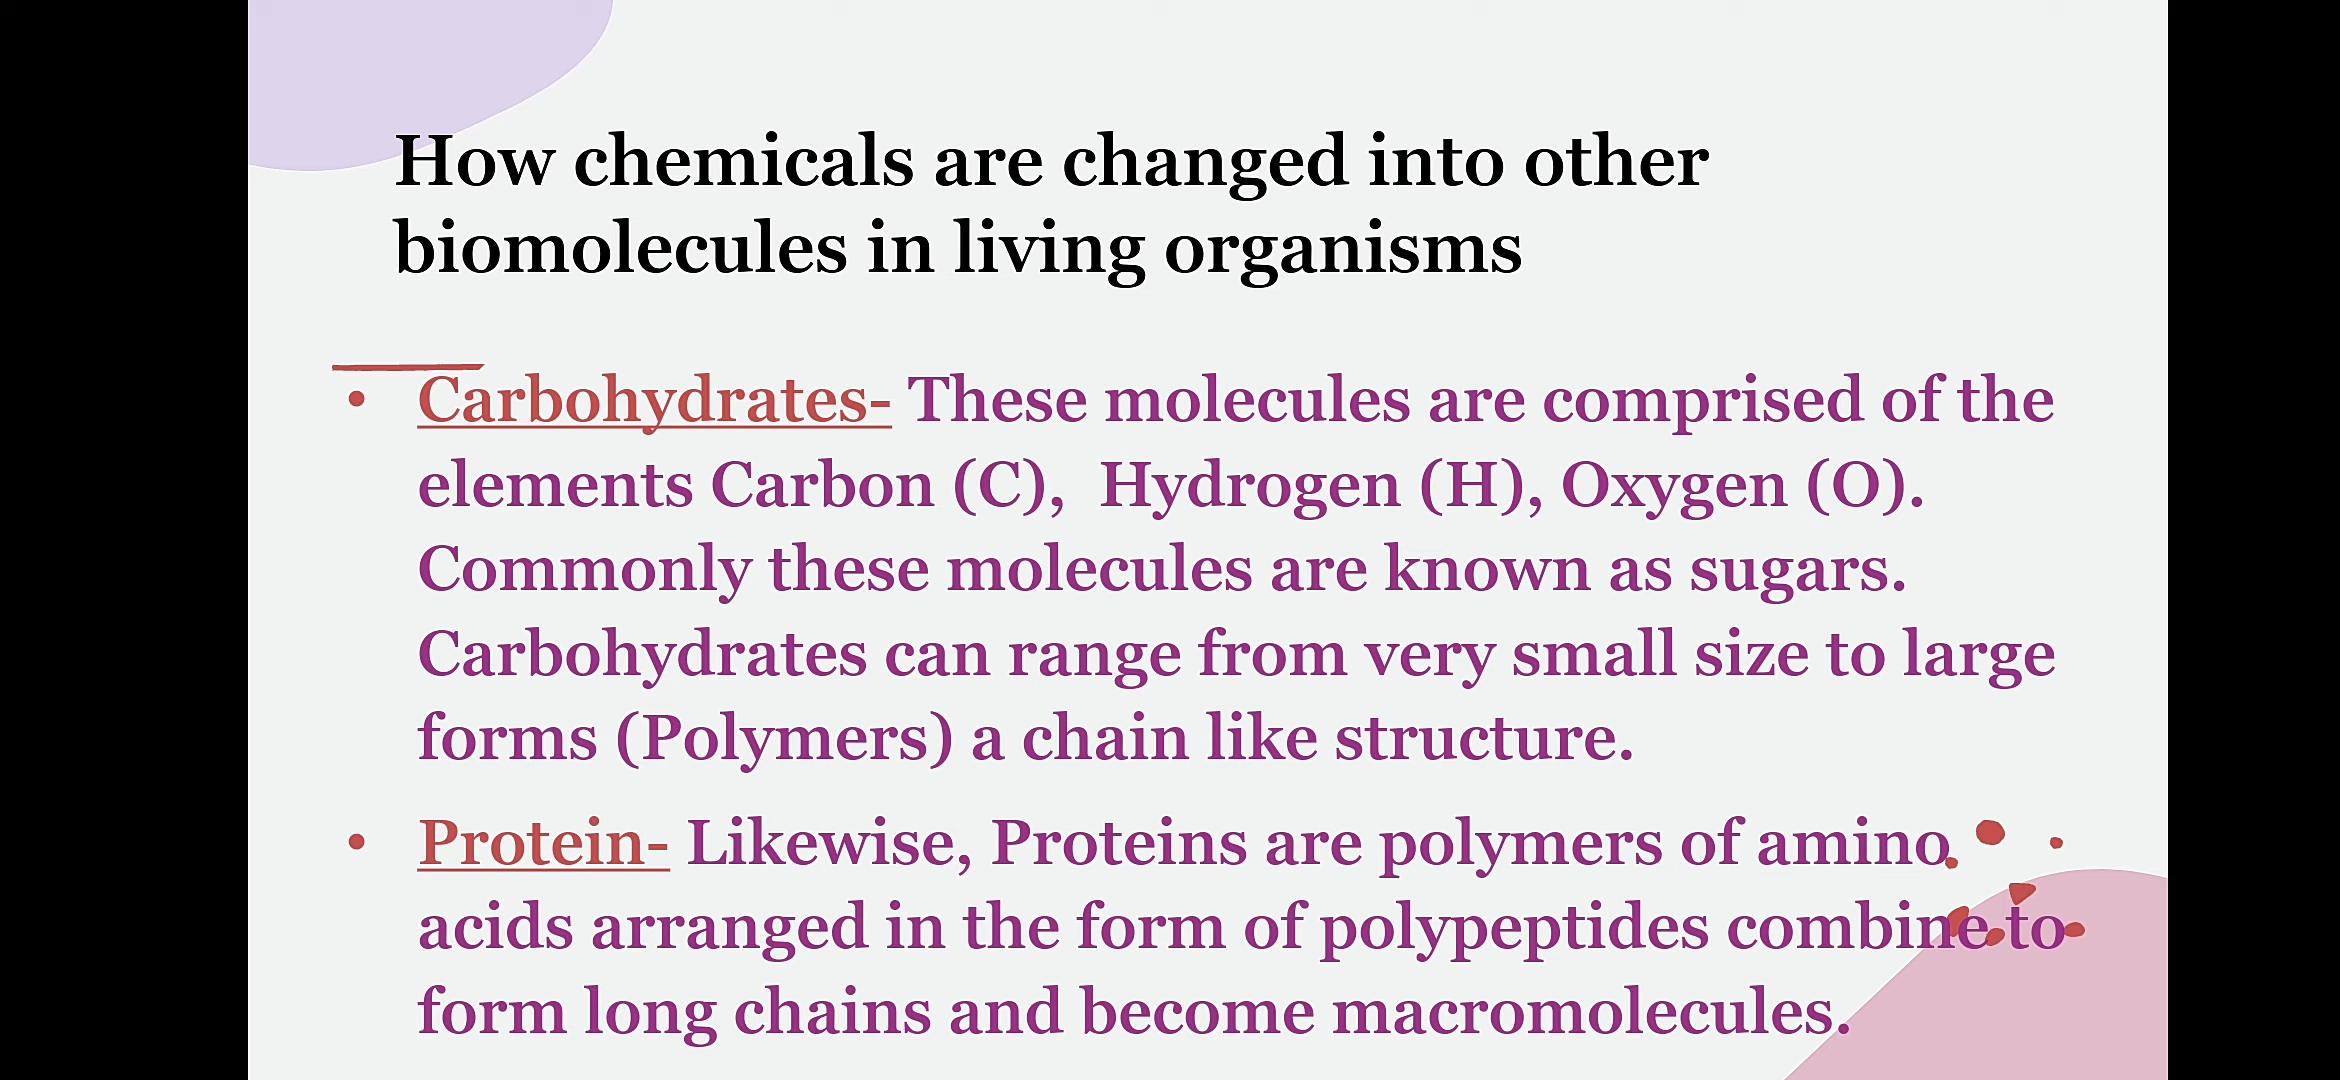 How chemicals are changed into other
biomolecules in living organisms
• Carbohydrates- These molecules are comprised of the
elements Carbon (C),  Hydrogen (H), Oxygen (O).
Commonly these molecules are known as sugars.
Carbohydrates can range from very small size to large
forms (Polymers) a chain like structure.
• Protein- Likewise, Proteins are polymers of amino
acids arranged in the form of polypeptides combine to
form long chains and become macromolecules.